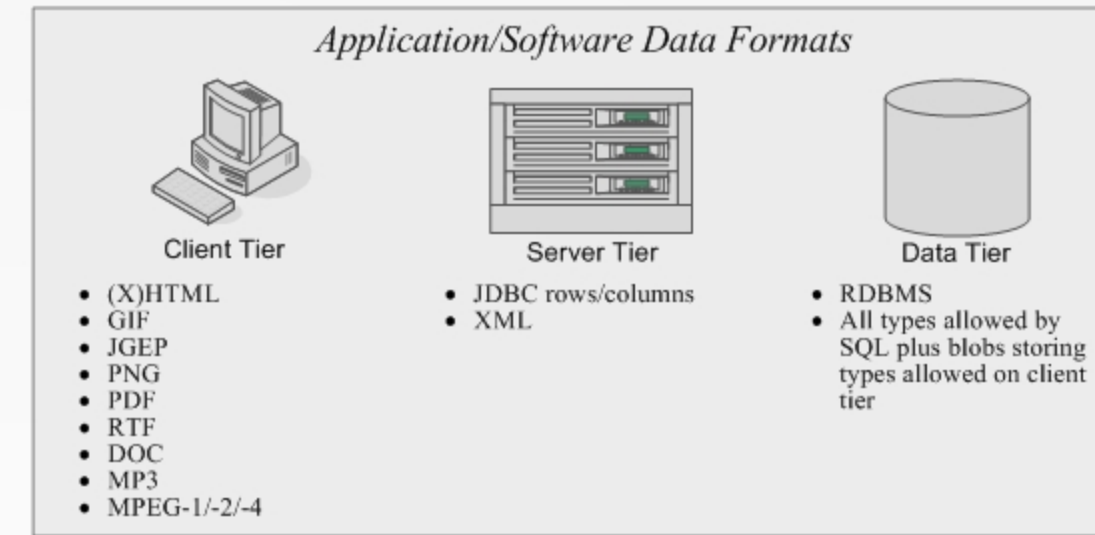 Application/Software Data Formats
Client Tier
• (X)HTML
• GIF
• JGEP
• PNG
• PDF
• RTF
• DOC
• MP3
• MPEG-1/-2/-4
Server Tier
• JDBC rows/columns
• XML
Data Tier
• RDBMS
• All types allowed by
SQL plus blobs storing
types allowed on client
tier